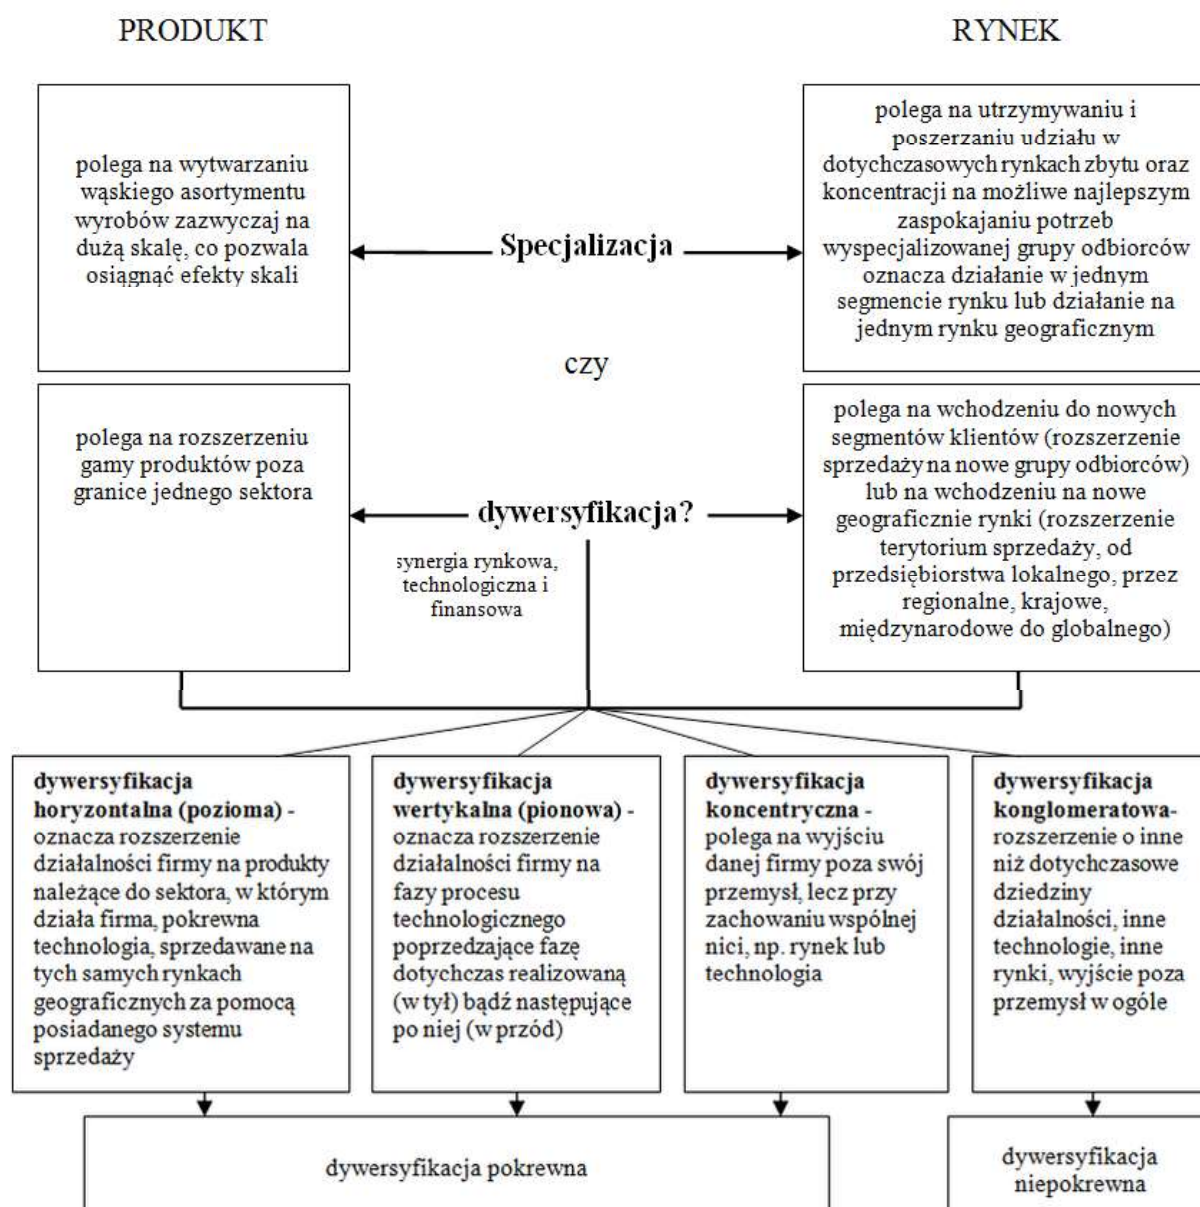 PRODUKT
RYNEK
polega na wytwarzaniu
wąskiego asortymentu
wyrobów zazwyczaj na
dużą skalę, co pozwala
osiągnąć efekty skali
Specjalizacja
polega na utrzymywaniu i
poszerzaniu udziału w
dotychczasowych rynkach zbytu oraz
koncentracji na możliwe najlepszym
zaspokajaniu potrzeb
wyspecjalizowanej grupy odbiorców
oznacza działanie w jednym
segmencie rynku lub działanie na
jednym rynku geograficznym
czy
polega na rozszerzeniu
gamy produktów poza
granice jednego sektora
dywersyfikacja?
synergia rynkowa,
technologiczna i
finansowa
polega na wchodzeniu do nowych
segmentów klientów (rozszerzenie
sprzedaży na nowe grupy odbiorców)
lub na wchodzeniu na nowe
geograficznie rynki (rozszerzenie
terytorium sprzedaży, od
przedsiębiorstwa lokalnego, przez
regionalne, krajowe,
międzynarodowe do globalnego)
dywersyfikacja
horyzontalna (pozioma) -
oznacza rozszerzenie
działalności firmy na produkty
należące do sektora, w którym
działa firma, pokrewna
technologia, sprzedawane na
tych samych rynkach
geograficznych za pomocą
posiadanego systemu
sprzedaży
dywersyfikacja
wertykalna (pionowa) -
oznacza rozszerzenie
działalności firmy na
fazy procesu
technologicznego
poprzedzające fazę
dotychczas realizowaną
(w tył) bądź następujące
po niej (w przód)
dywersyfikacja
koncentryczna -
polega na wyjściu
danej firmy poza swój
przemysł, lecz przy
zachowaniu wspólnej
nici, np. rynek lub
technologia
dywersyfikacja
konglomeratowa-
rozszerzenie o inne
niż dotychczasowe
dziedziny
działalności, inne
technologie, inne
rynki, wyjście poza
przemysł w ogóle
dywersyfikacja pokrewna
dywersyfikacja
niepokrewna